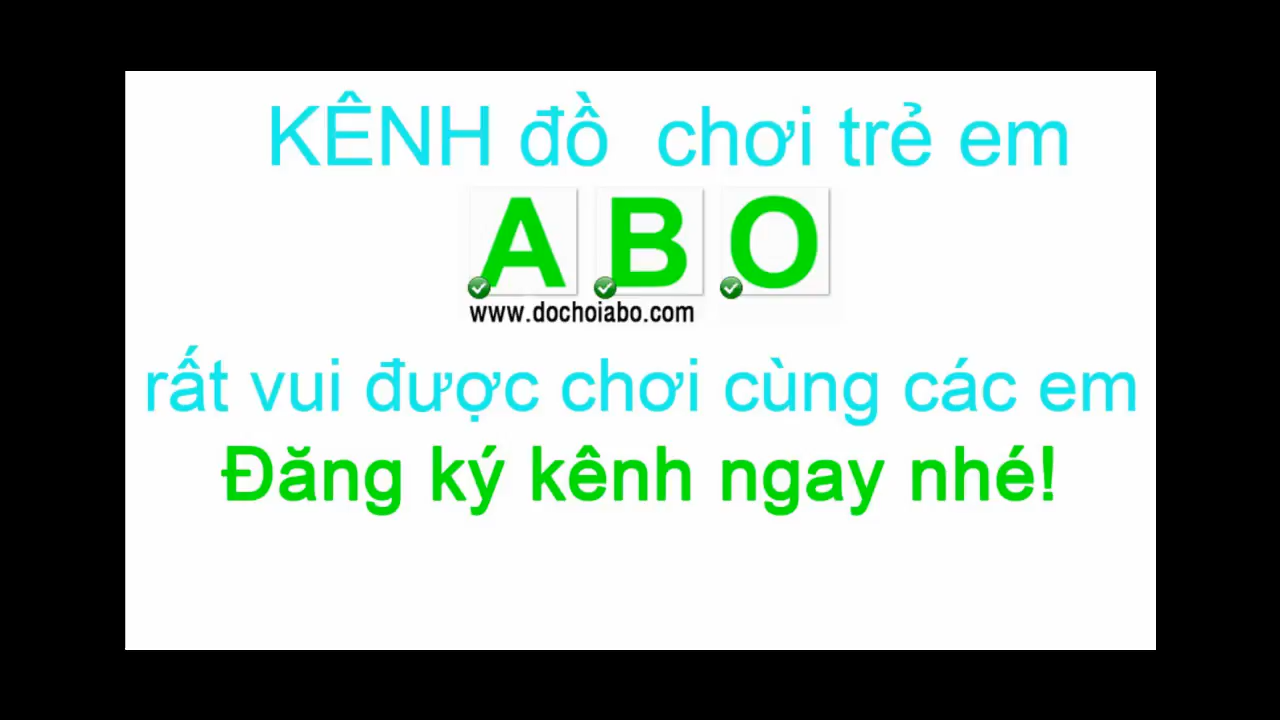 KÊNH đồ chơi trẻ em
ABO
www.dochoiabo.com
rất vui được chơi cùng các em
Đăng ký kênh ngay nhé!